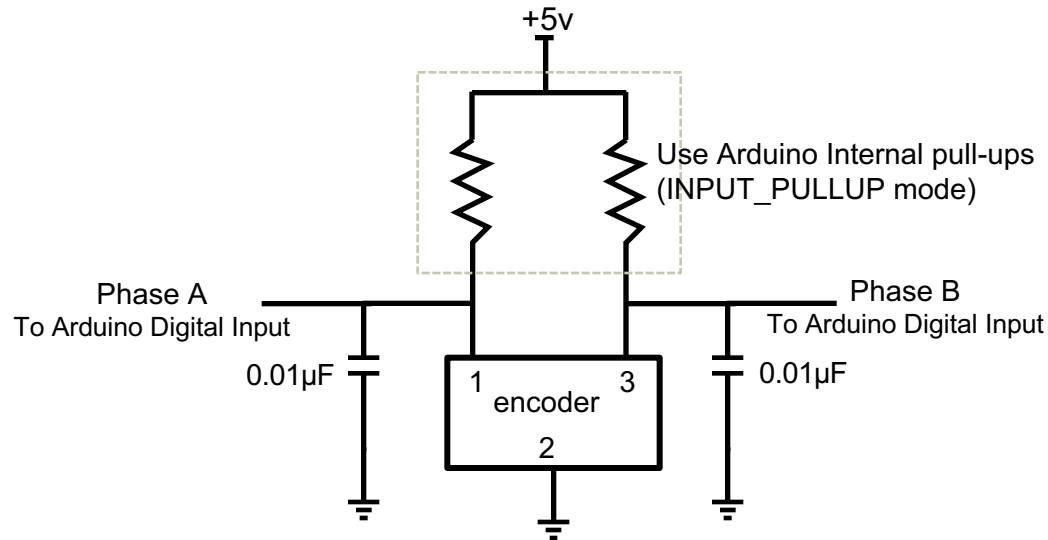 +5v
Use Arduino Internal pull-ups
(INPUT_PULLUP mode)
Phase A
To Arduino Digital Input
Phase B
To Arduino Digital Input
0.01µF
1
3
encoder
2
0.01µF